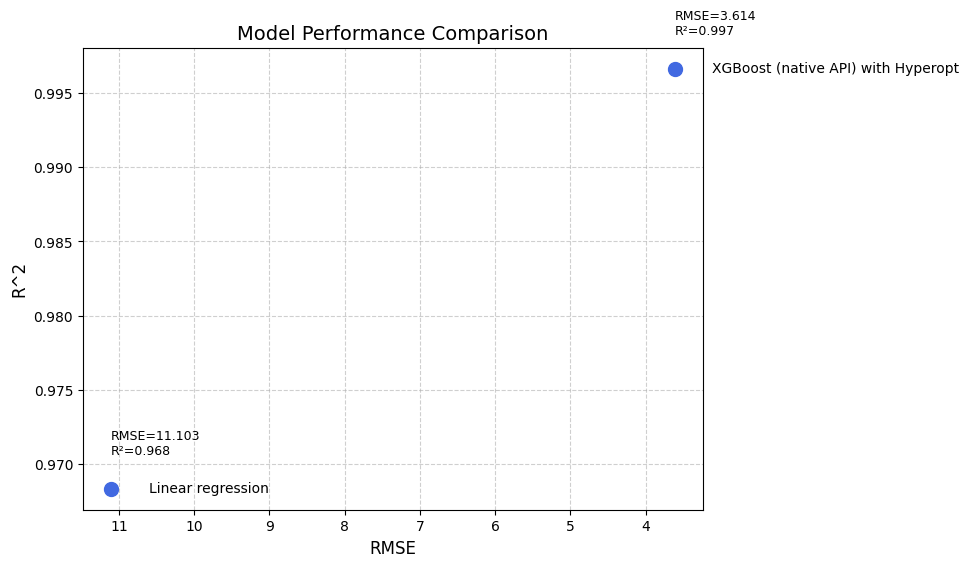 RMSE=3.614
R²=0.997
Model Performance Comparison
XGBoost (native API) with Hyperopt
0.995
0.990
0.985
0.980
0.975
0.970
R^2
RMSE=11.103
R²=0.968
Linear regression
11 10 9 8 7 6 5 4
RMSE